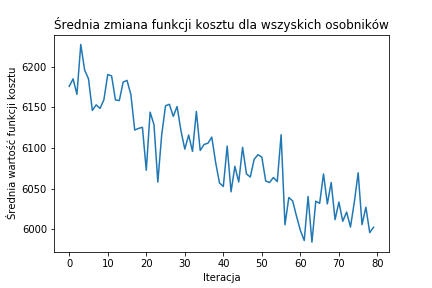 Średnia zmiana funkcji kosztu dla wszyskich osobników
Średnia wartość funkcji kosztu
6200
6150
6100
6050
6000
0 10 20 30 40 50 60 70 80
Iteracja